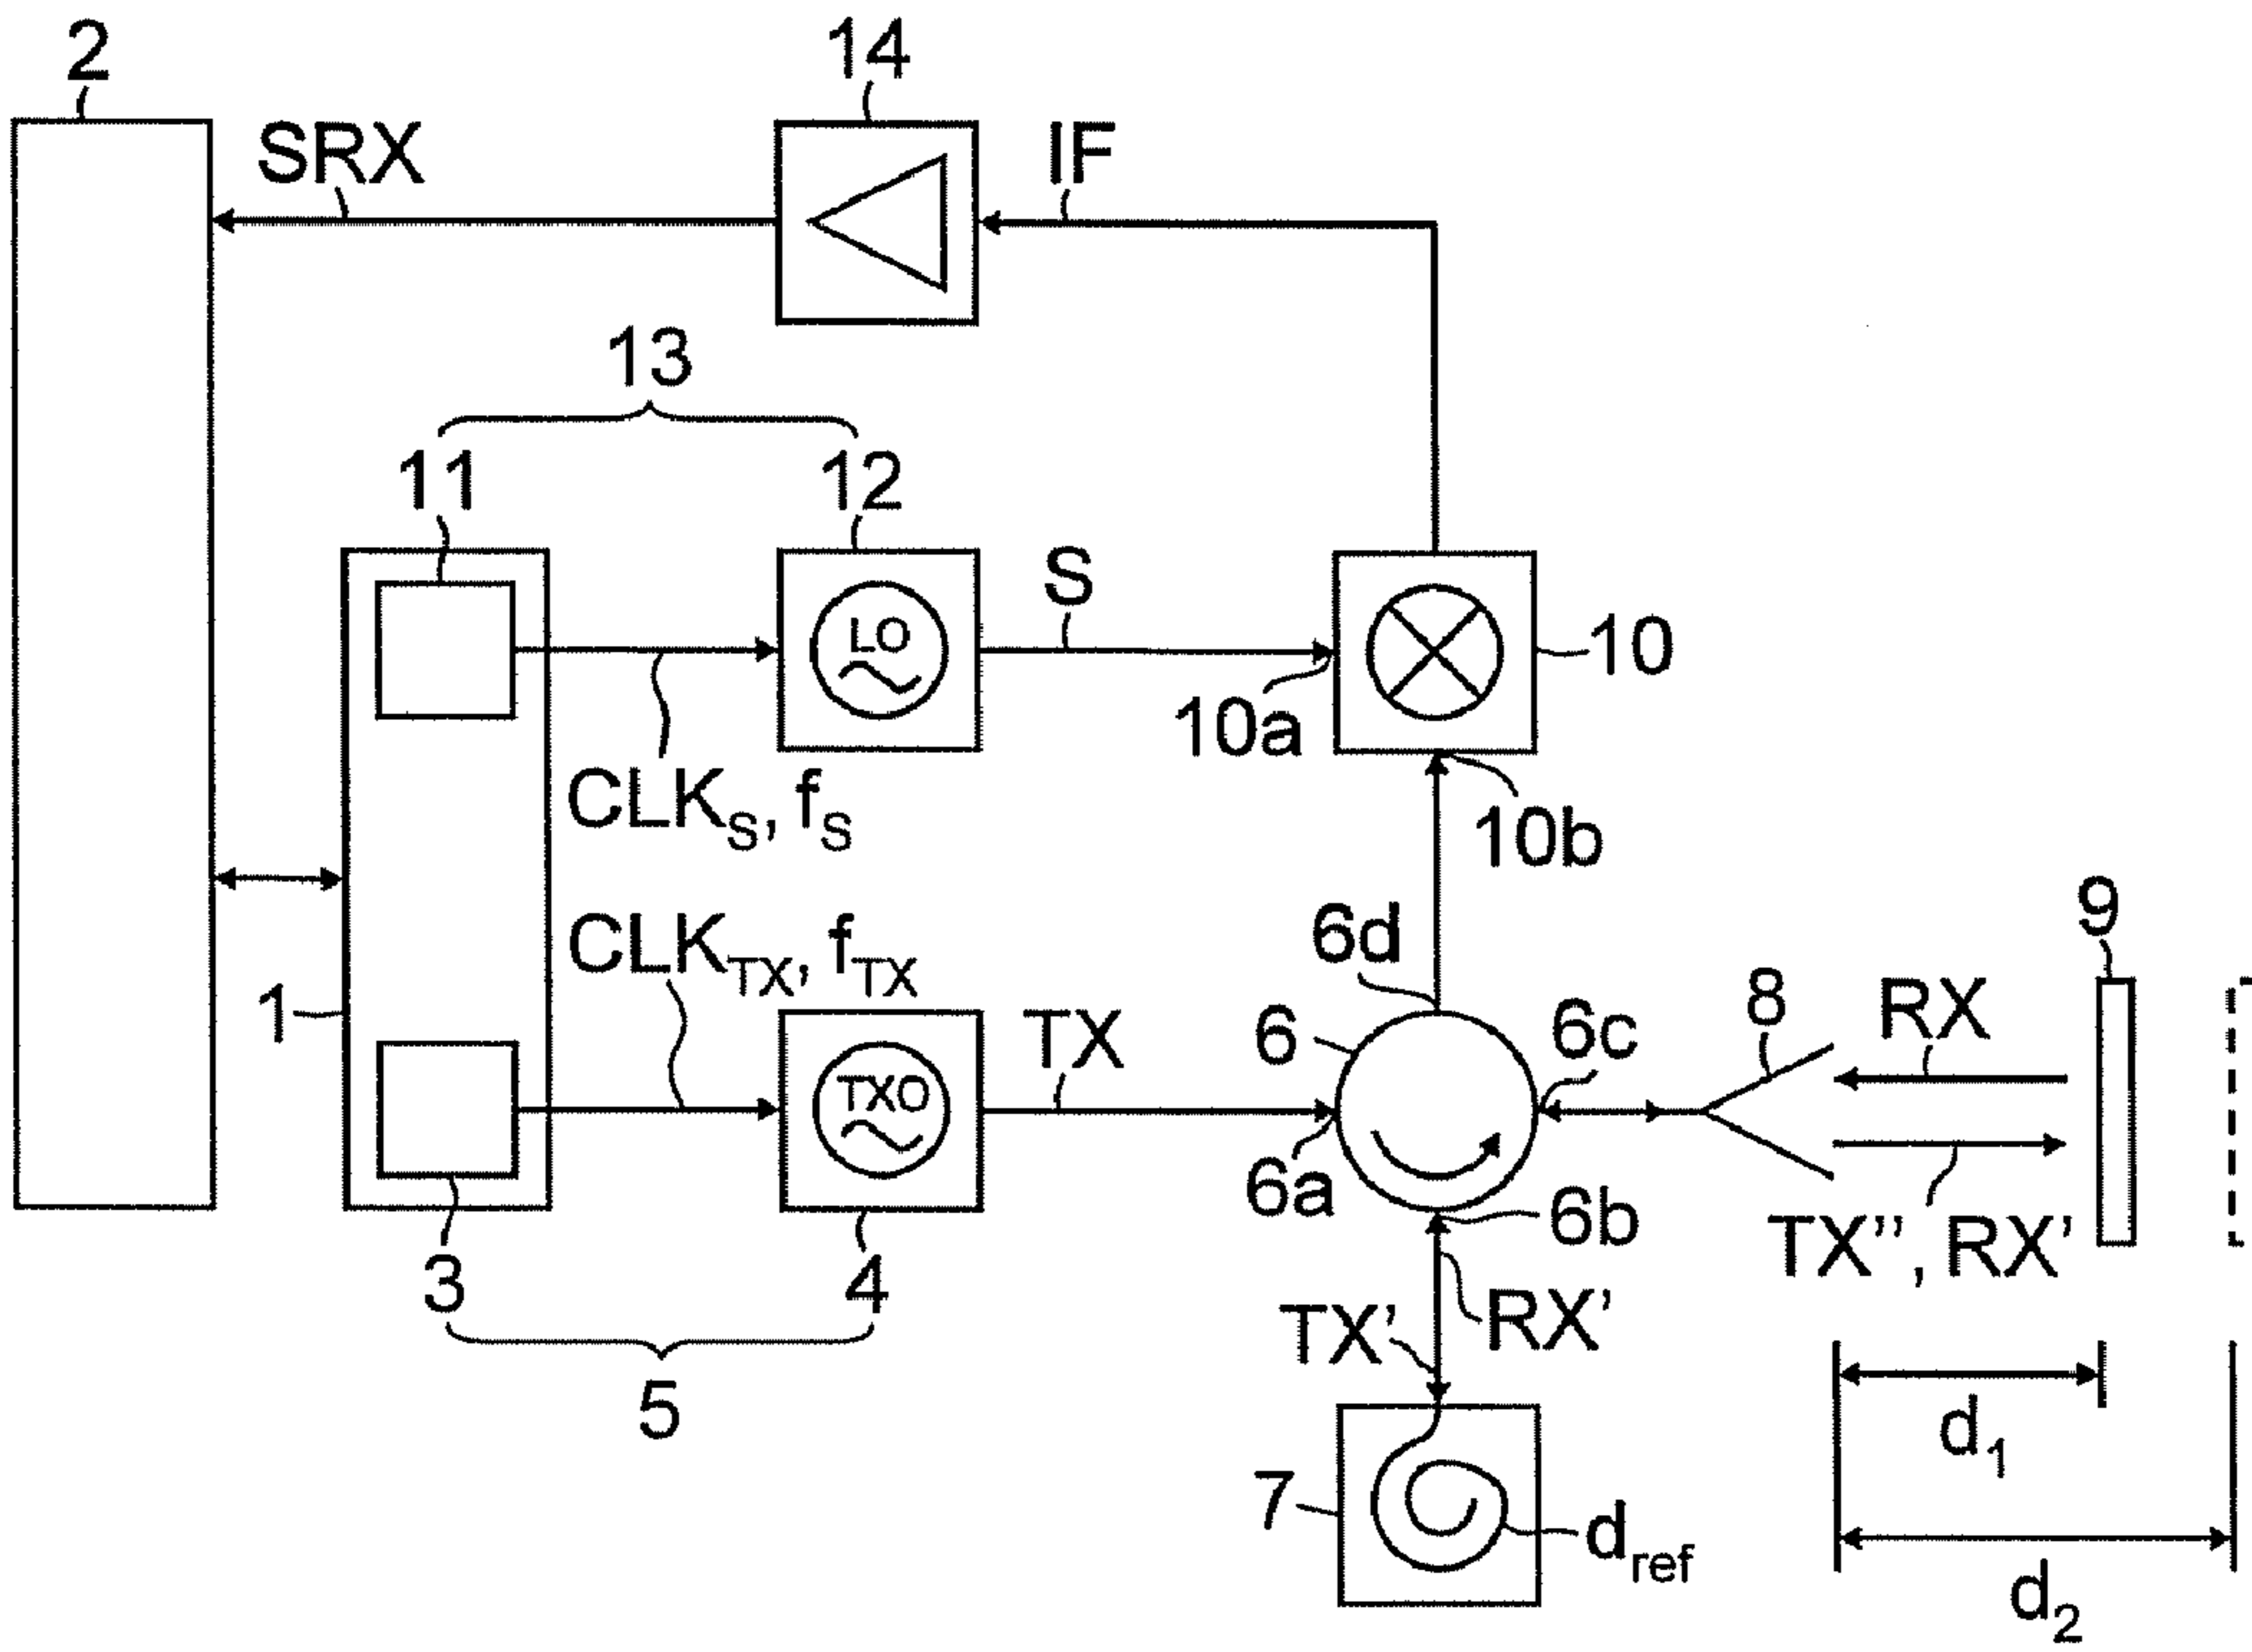 2
14
SRX
IF
13
11
12
LO
S
10
10a
CLKS, fS
10b
6d
9
CLKTX, fTX
8
RX
1
TXO
TX
6
6c
6a
6b
TX'', RX'
3
4
TX'
RX'
5
d1
7
dref
d2